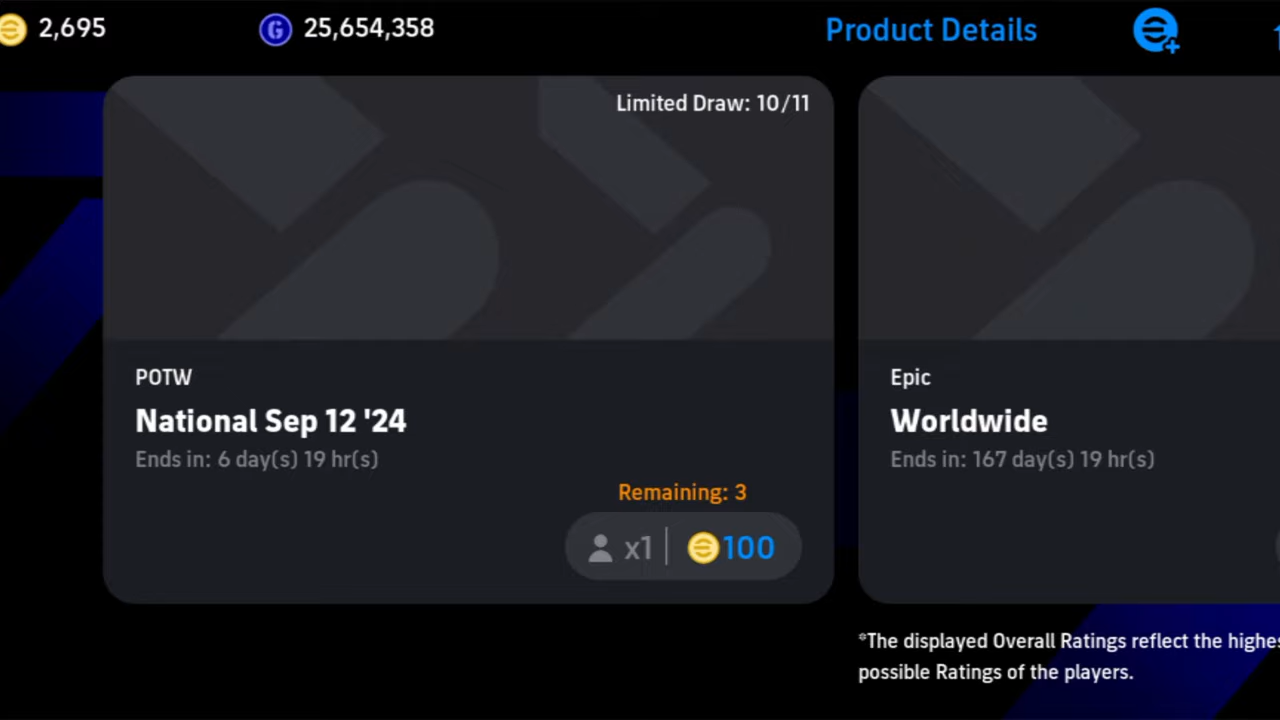 2,695
G 25,654,358
Product Details
Limited Draw: 10/11
POTW
National Sep 12 '24
Ends in: 6 day(s) 19 hr(s)
Remaining: 3
x1 | 100
Epic
Worldwide
Ends in: 167 day(s) 19 hr(s)
*The displayed Overall Ratings reflect the highes
possible Ratings of the players.